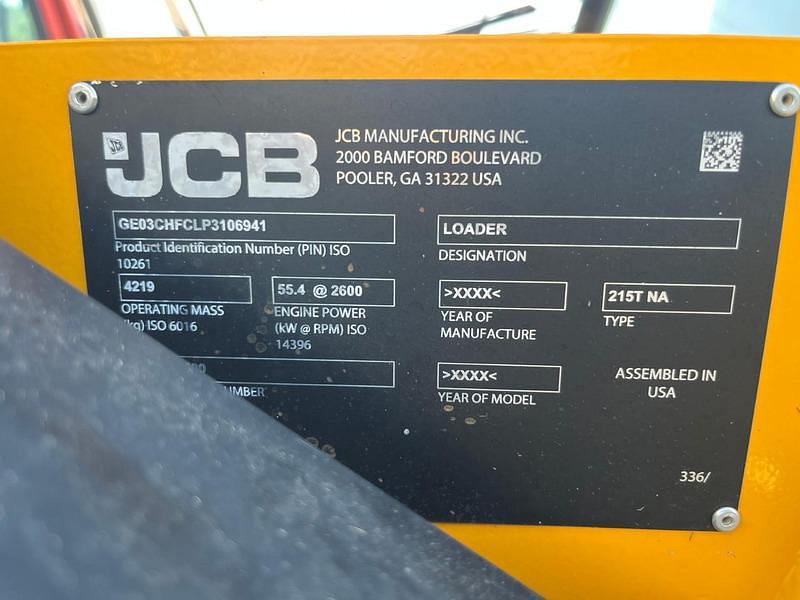 JCB
JCB MANUFACTURING INC.
2000 BAMFORD BOULEVARD
POOLER, GA 31322 USA
GE03CHFCLP3106941
Product Identification Number (PIN) ISO
10261
LOADER
DESIGNATION
4219
OPERATING MASS
ISO 6016
55.4 @ 2600
ENGINE POWER
(kW @ RPM) ISO
14396
>XXXX<
YEAR OF
MANUFACTURE
215T NA
TYPE
>XXXX<
YEAR OF MODEL
ASSEMBLED IN
USA
336/